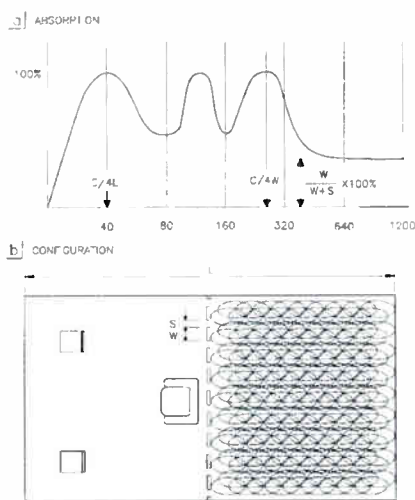 a] ABSORPTION
100%
C/4L
C/4W
W
W+S
X100%
40 80 160 320 640 1200
b] CONFIGURATION
L
S
W